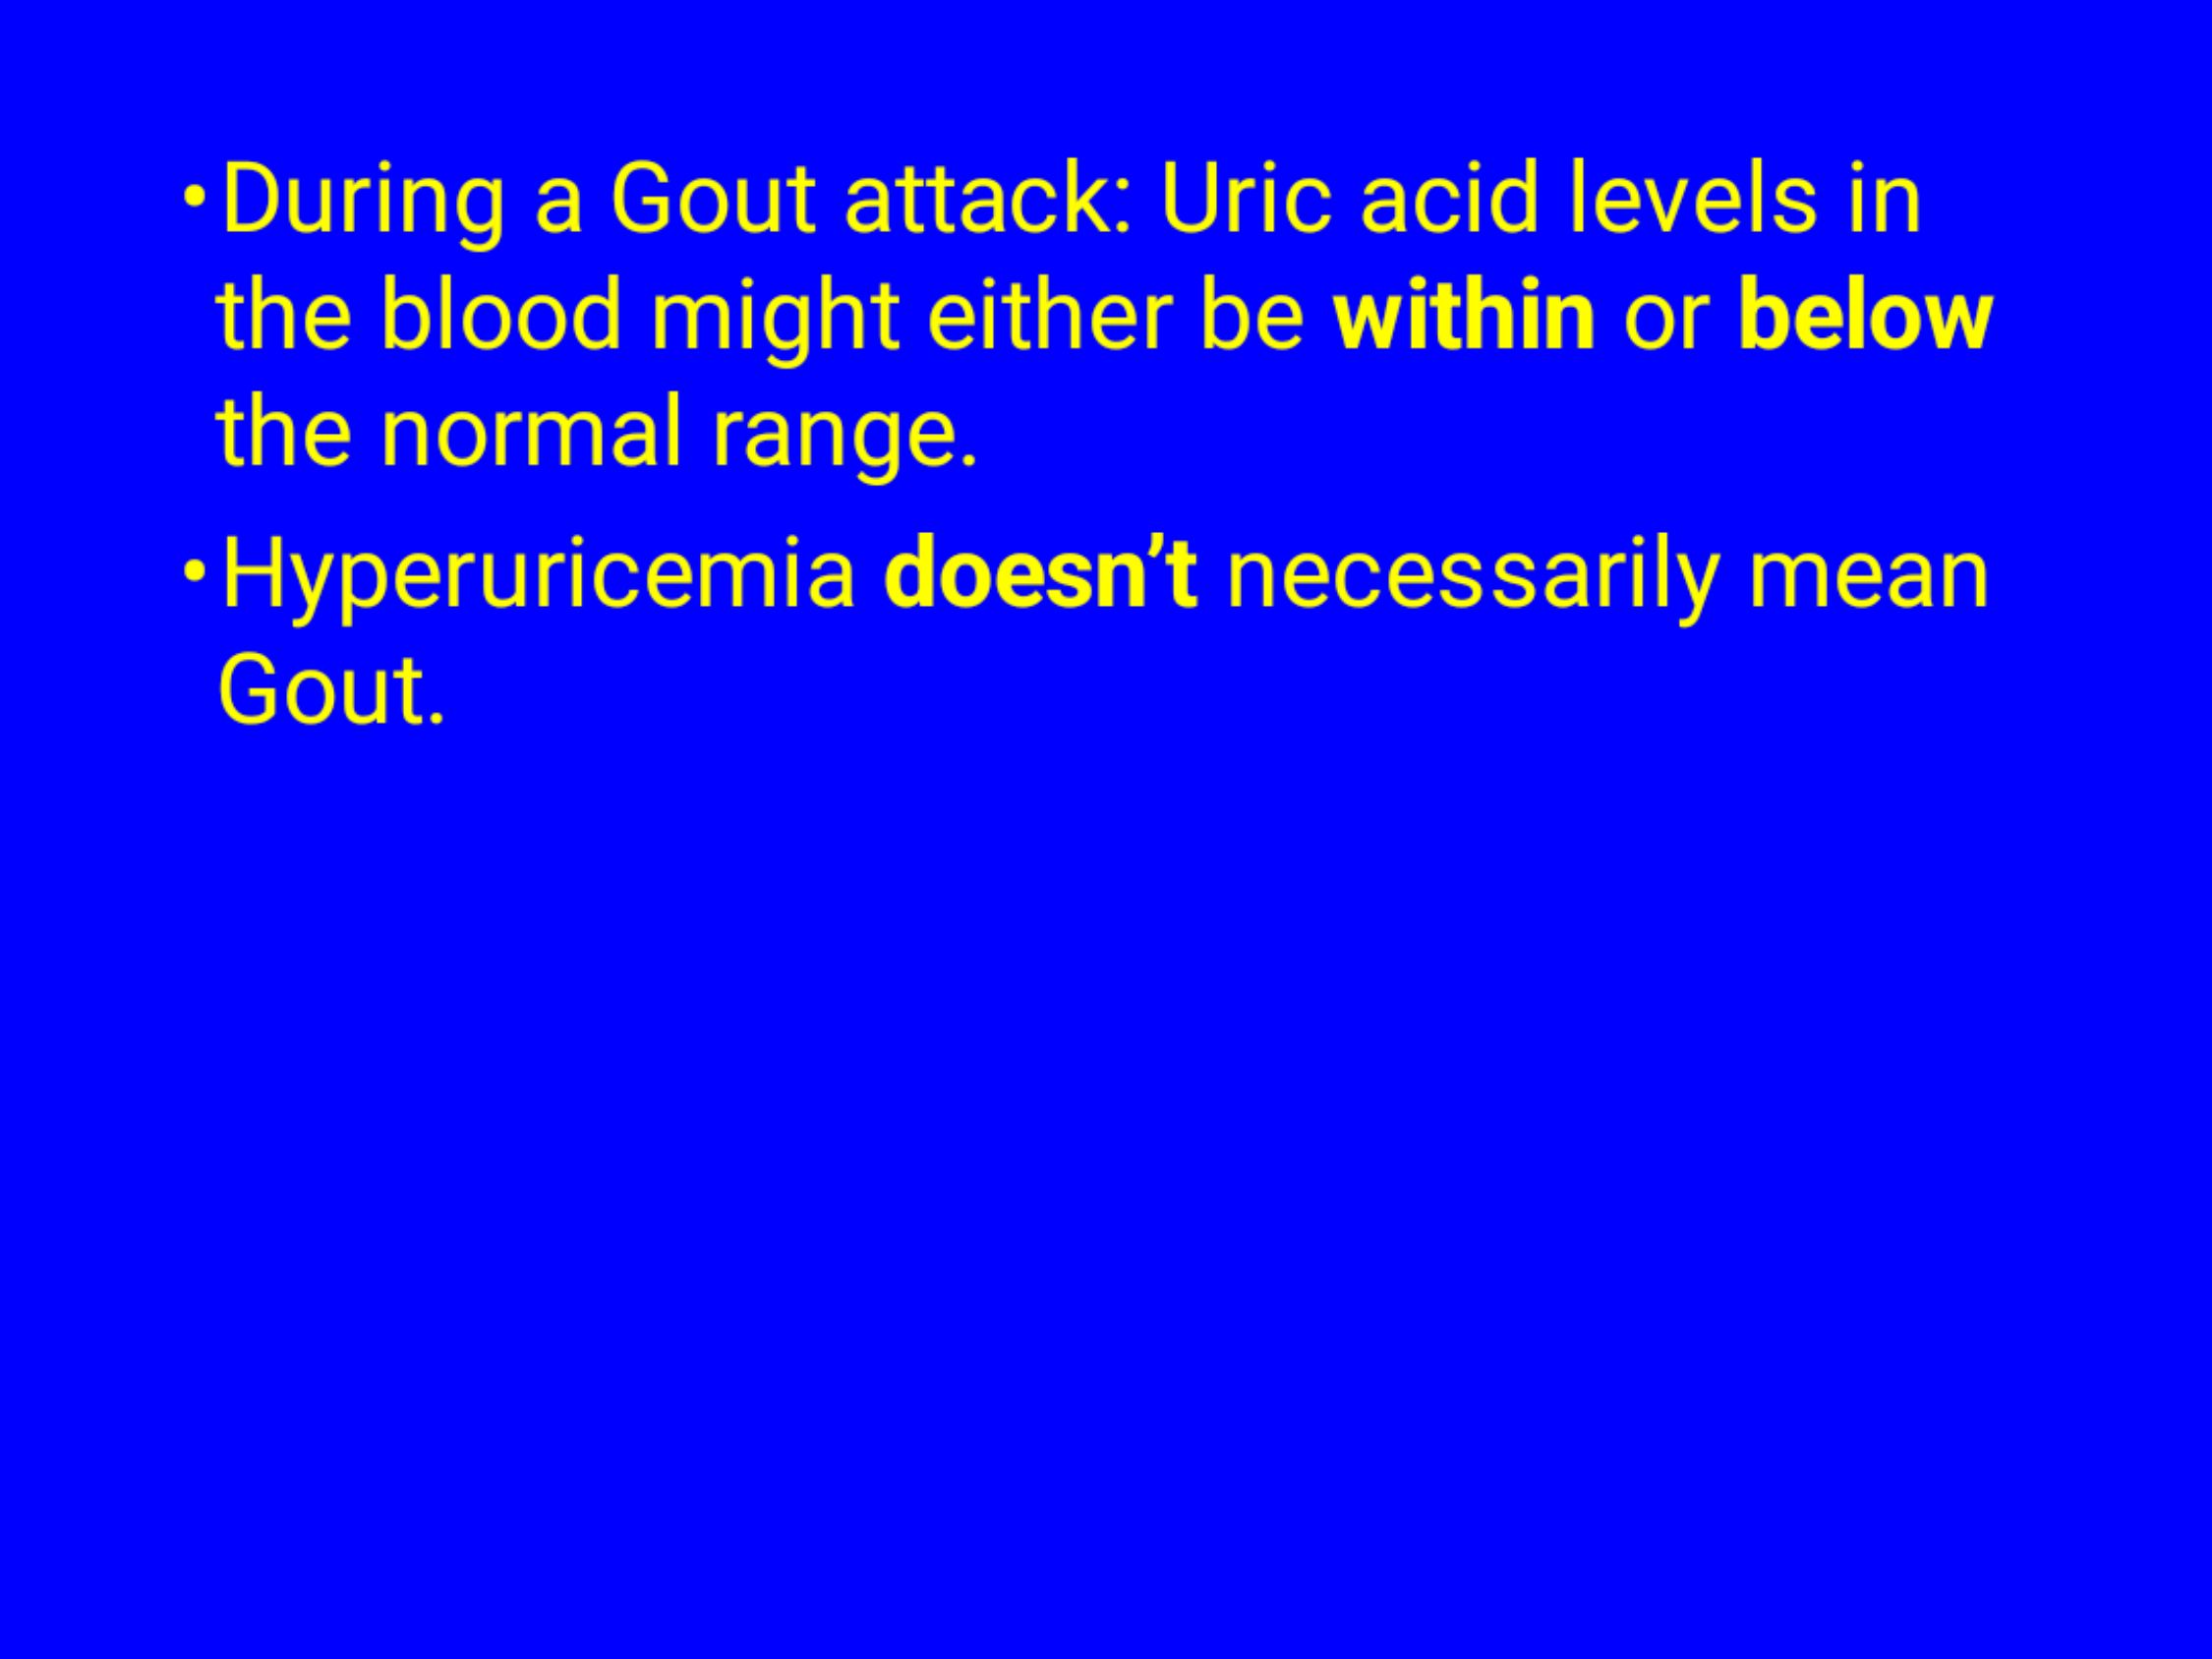 •During a Gout attack: Uric acid levels in
the blood might either be within or below
the normal range.
•Hyperuricemia doesn’t necessarily mean
Gout.